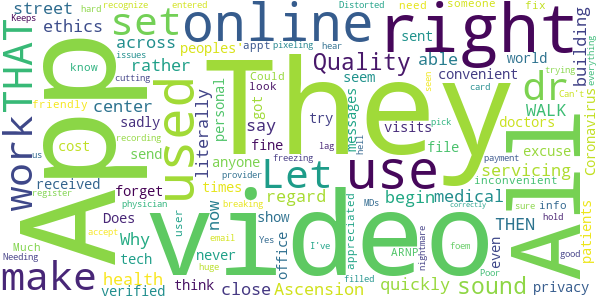 street received needed recognize entered someone fix
Keeps hard appt Distorted need
ethics set online right
across peoples' pixeling hear sent able world building
THAT rather issues Quality
know cutting Could look convenient trying everything
App They video All
center seem dr Coronavirus
friendly used literally personal got say messages card Can't
work sadly try visits doctors WALK
cost send anyone fine file excuse
recording lag pick servicing
us register forget Let use hell payment inconvenient
physician times freezing regard begin medical
Does user provider appreciated sure info
Much Why now show MDs correctly THEN hold
tech never breaking office Yes I've ARNP nightmare even patients
Needing accept email foem good
make health think huge Ascension filled quickly Poor privacy
verified close sound seen